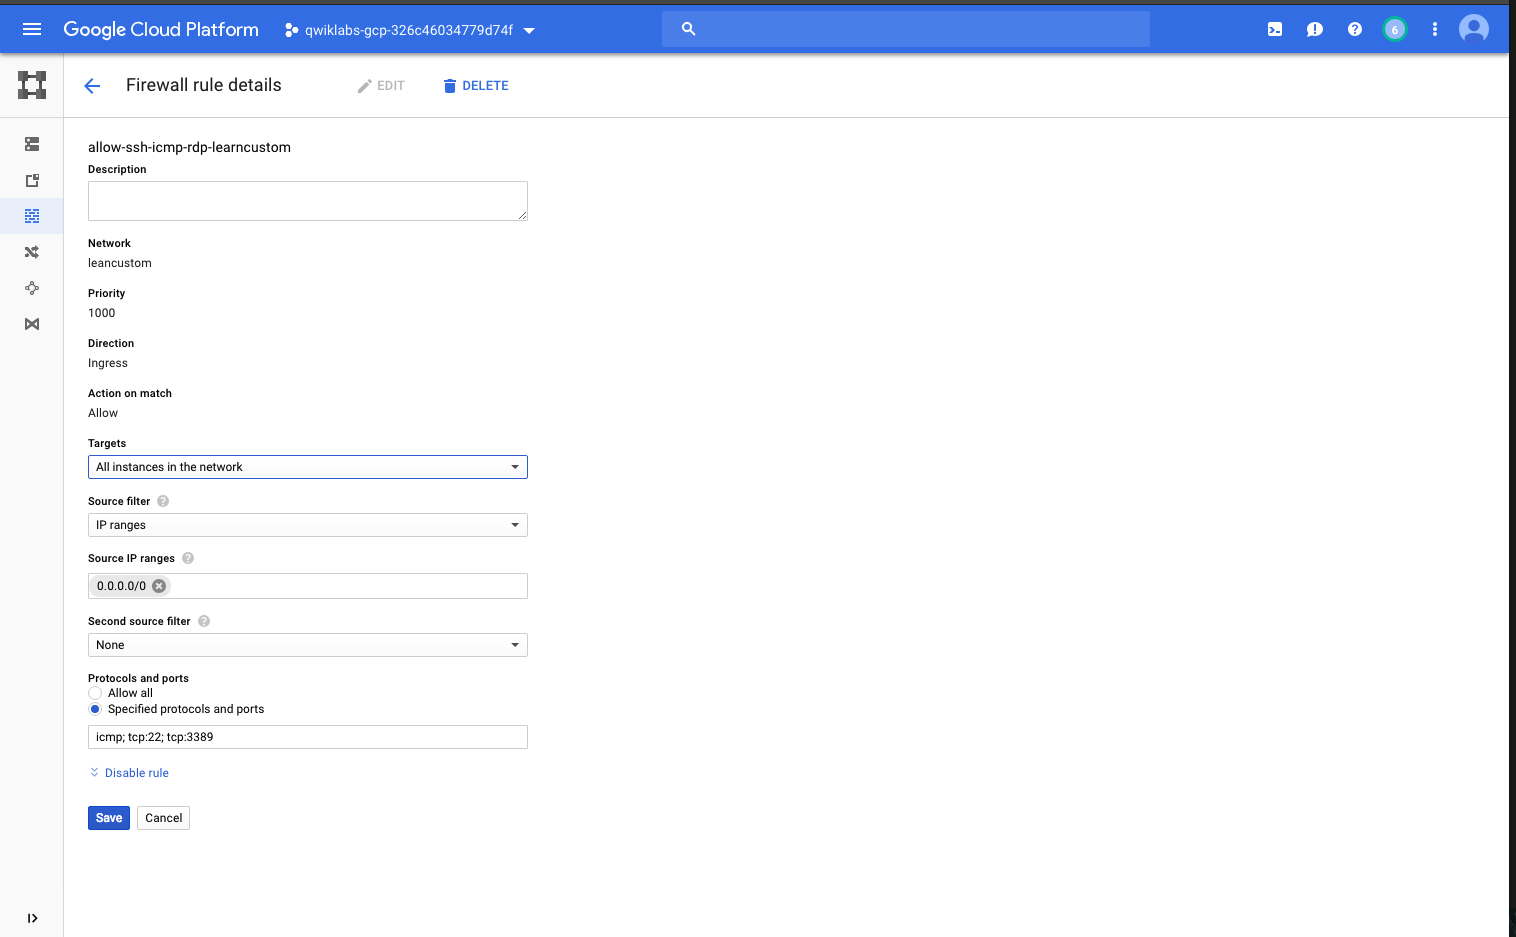 Google Cloud Platform
qwiklabs-gcp-326c46034779d74f
6
Firewall rule details
EDIT
DELETE
allow-ssh-icmp-rdp-learncustom
Description
Network
leancustom
Priority
1000
Direction
Ingress
Action on match
Allow
Targets
All instances in the network
Source filter ?
IP ranges
Source IP ranges ?
0.0.0.0/0
Second source filter ?
None
Protocols and ports
Allow all
Specified protocols and ports
icmp; tcp:22; tcp:3389
Disable rule
Save Cancel